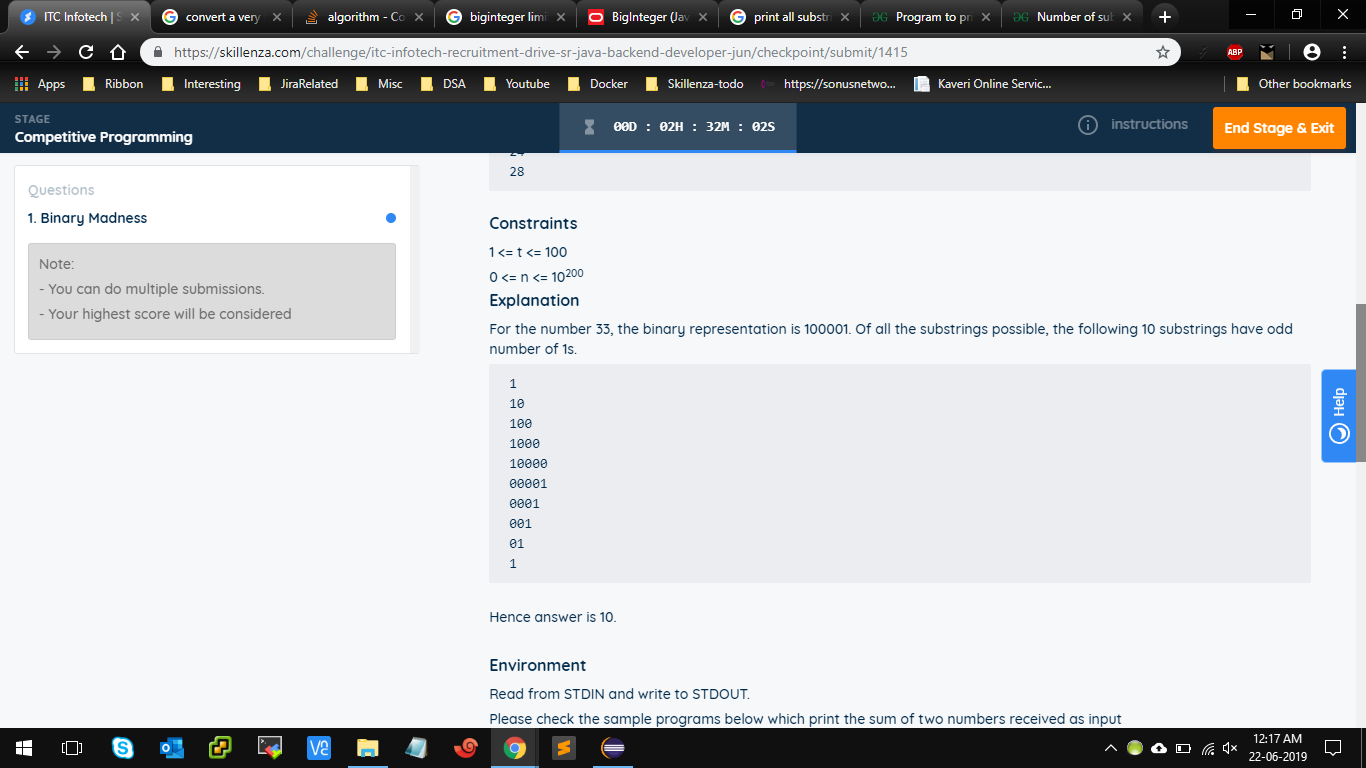 ITC Infotech | S
convert a very
algorithm - Co
biginteger limi
BigInteger (Jav
print all substr
Program to pr
Number of sub
https://skillenza.com/challenge/itc-infotech-recruitment-drive-sr-java-backend-developer-jun/checkpoint/submit/1415
ABP
Apps
Ribbon
Interesting
JiraRelated
Misc
DSA
Youtube
Docker
Skillenza-todo
https://sonusnetwo...
Kaveri Online Servic...
Other bookmarks
STAGE
Competitive Programming
00D : 02H : 32M : 02S
instructions
End Stage & Exit
28
Questions
1. Binary Madness
Note:
- You can do multiple submissions.
- Your highest score will be considered
Constraints
1 <= t <= 100
0 <= n <= 10^200
Explanation
For the number 33, the binary representation is 100001. Of all the substrings possible, the following 10 substrings have odd
number of 1s.
1
10
100
1000
10000
00001
0001
001
01
1
Hence answer is 10.
Environment
Read from STDIN and write to STDOUT.
Please check the sample programs below which print the sum of two numbers received as input
Help
12:17 AM
22-06-2019